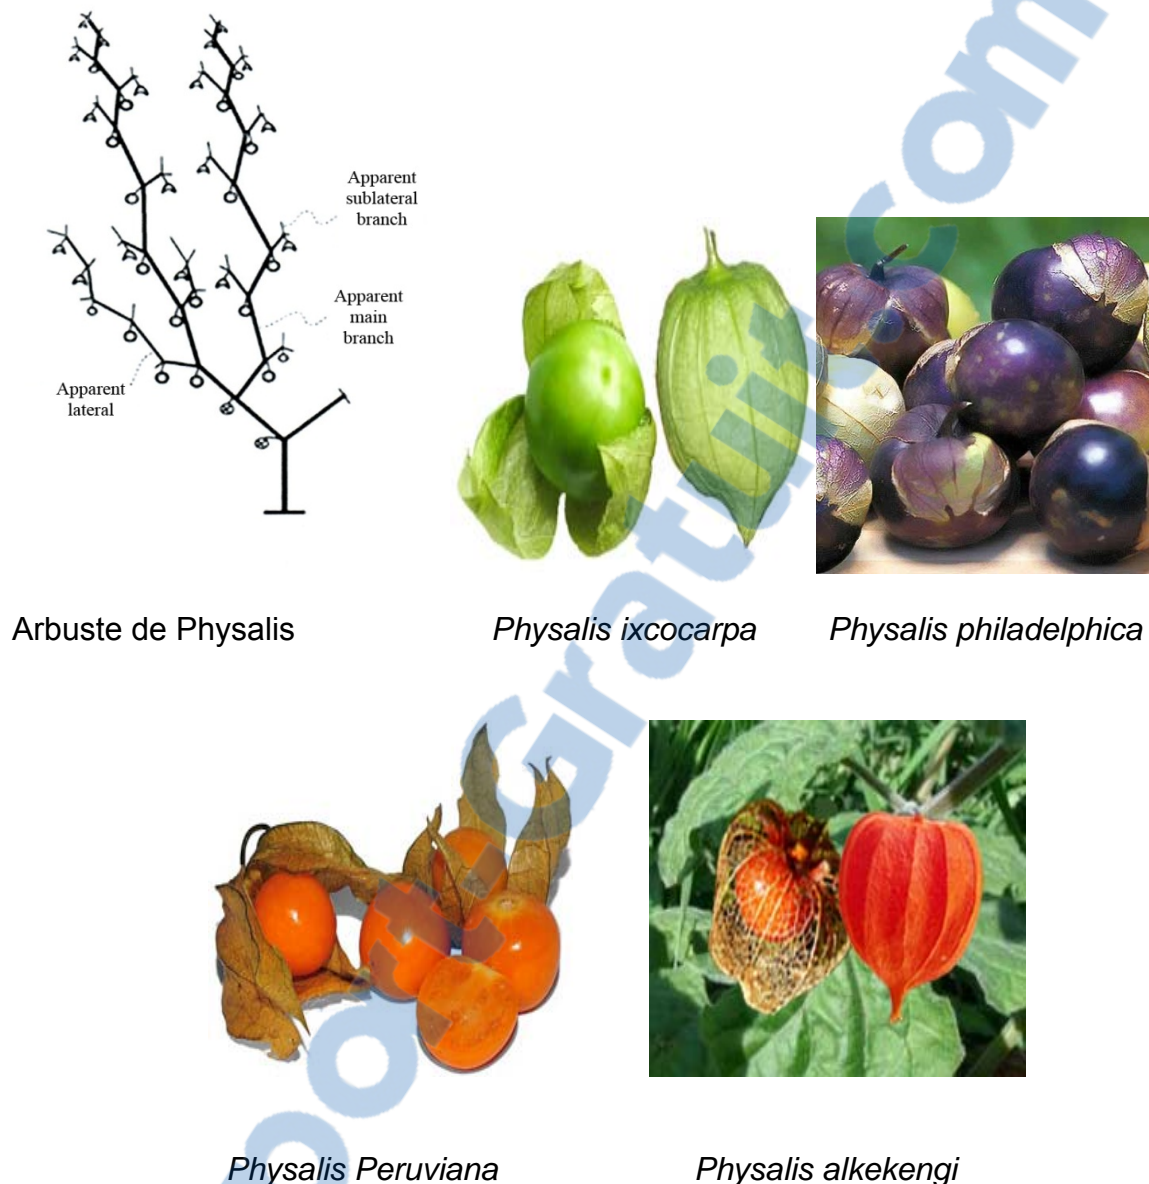 Apparent
sublateral
branch
Apparent
main
branch
Apparent
lateral
Arbuste de Physalis
Physalis ixcocarpa
Physalis philadelphica
Physalis Peruviana
Physalis alkekengi